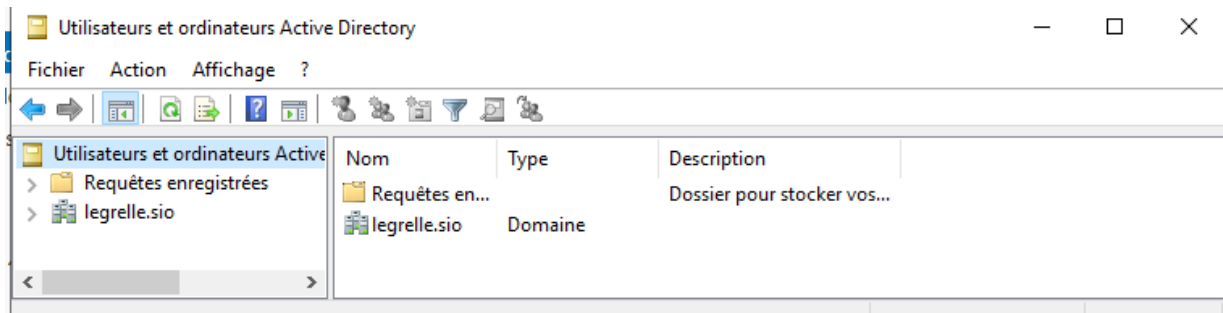 Utilisateurs et ordinateurs Active Directory
Fichier Action Affichage ?
Utilisateurs et ordinateurs Active
Requêtes enregistrées
legrelle.sio
Nom Type Description
Requêtes en... Dossier pour stocker vos...
legrelle.sio Domaine